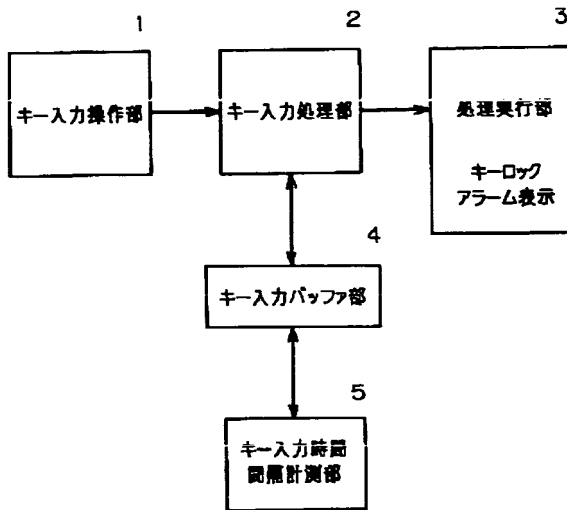 1
キー入力操作部
2
キー入力処理部
3
処理実行部
キーロック
アラーム表示
4
キー入力バッファ部
5
キー入力時間
間隔計測部